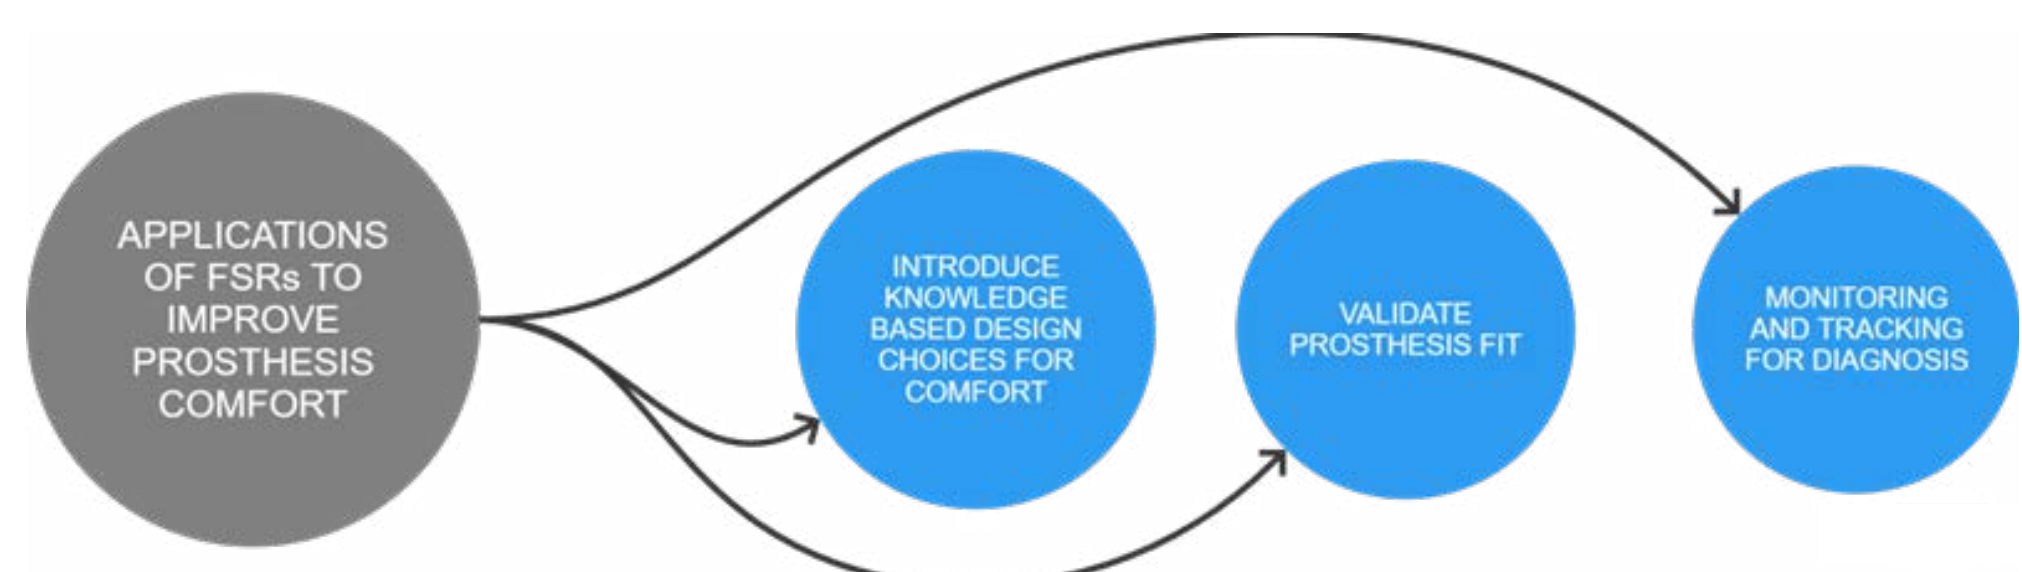 APPLICATIONS
OF FSRs TO
IMPROVE
PROSTHESIS
COMFORT
INTRODUCE
KNOWLEDGE
BASED DESIGN
CHOICES FOR
COMFORT
VALIDATE
PROSTHESIS FIT
MONITORING
AND TRACKING
FOR DIAGNOSIS